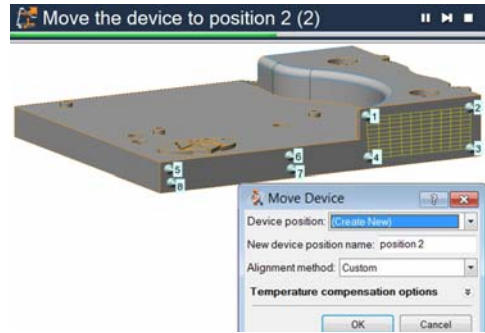 Move the device to position 2 (2)
1
2
3
4
5
6
7
8
Move Device
Device position: (Create New)
New device position name: position 2
Alignment method: Custom
Temperature compensation options
OK Cancel